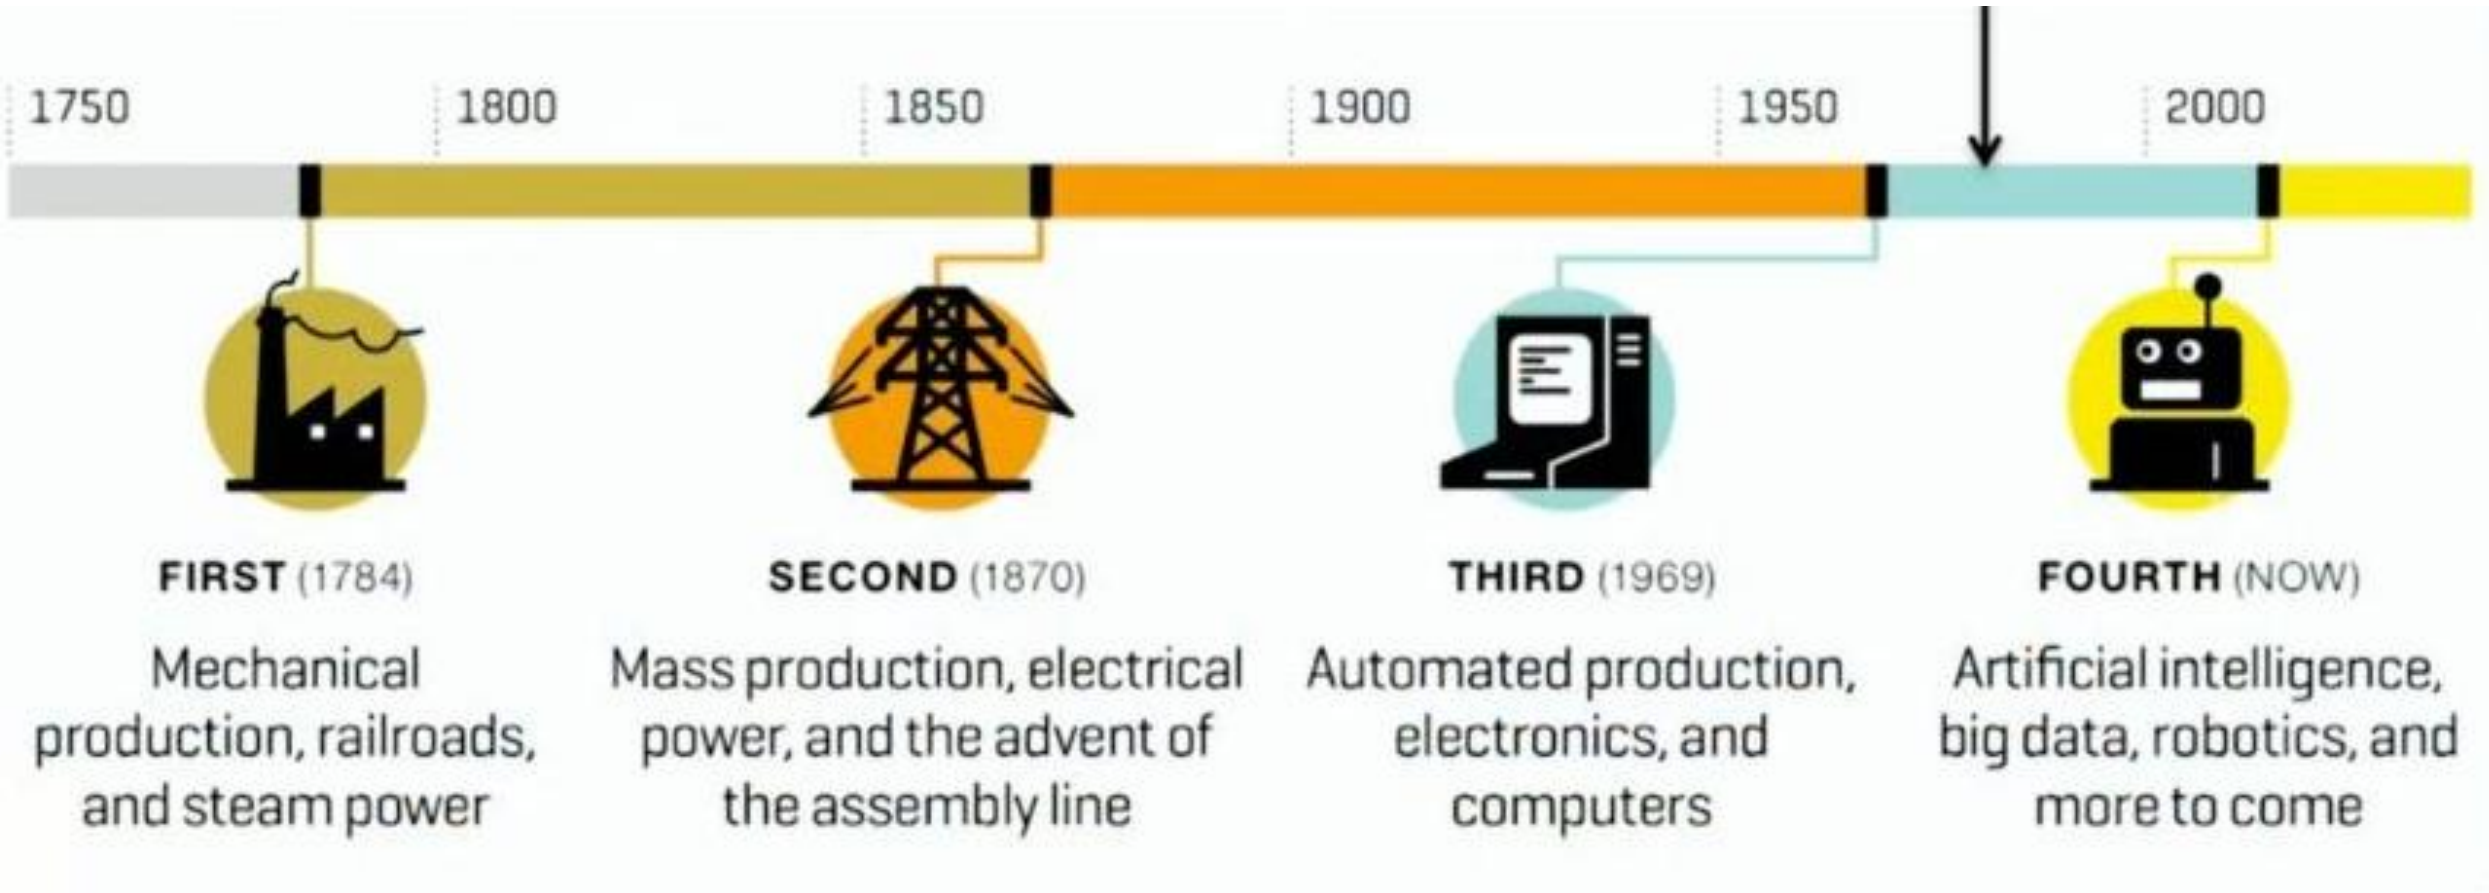 1750
1800
1850
1900
1950
2000
FIRST (1784)
Mechanical
production, railroads,
and steam power
SECOND (1870)
Mass production, electrical
power, and the advent of
the assembly line
THIRD (1969)
Automated production,
electronics, and
computers
FOURTH (NOW)
Artificial intelligence,
big data, robotics, and
more to come